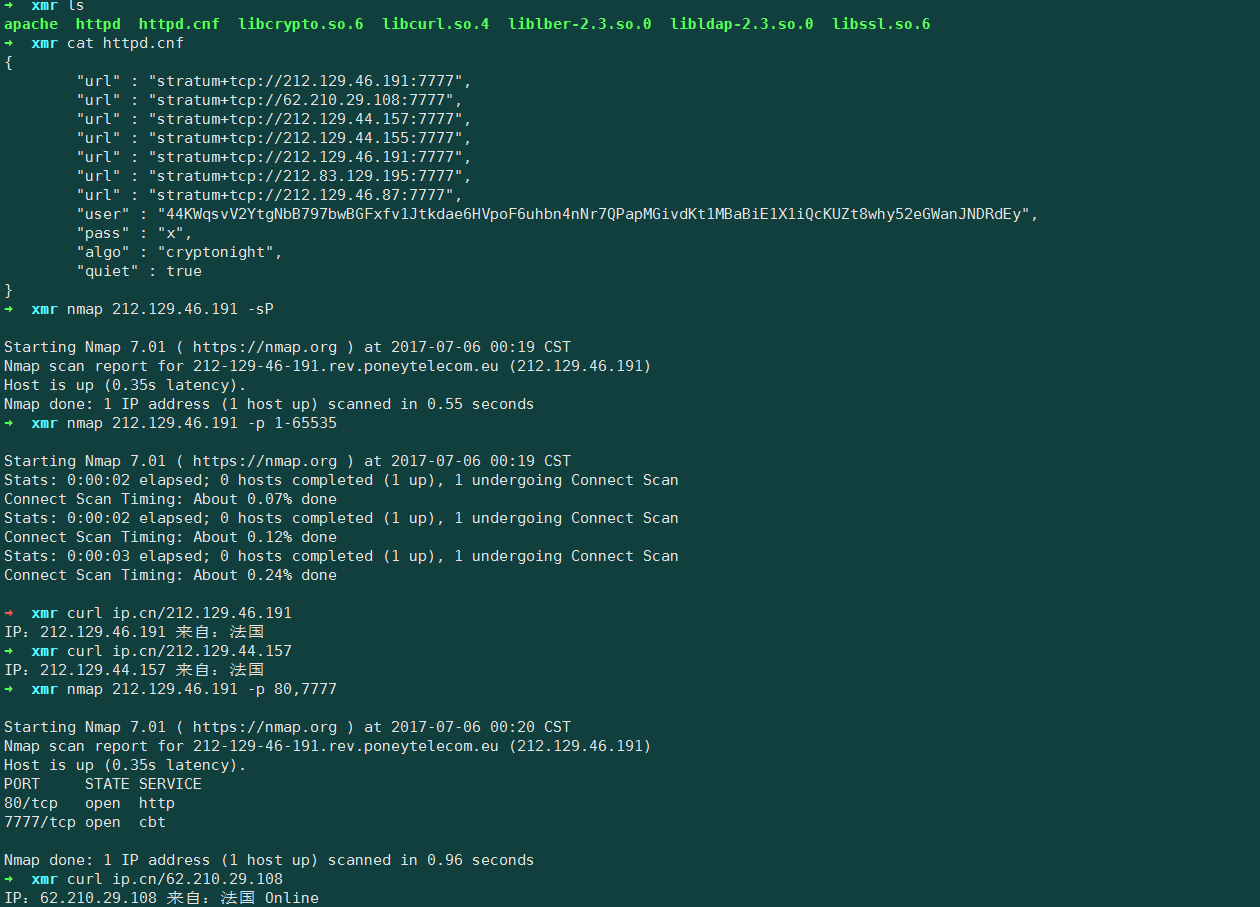 ➜  xmr ls
apache  httpd  httpd.cnf  libcrypto.so.6  libcurl.so.4  liblber-2.3.so.0  libldap-2.3.so.0  libssl.so.6
➜  xmr cat httpd.cnf
{
        "url" : "stratum+tcp://212.129.46.191:7777",
        "url" : "stratum+tcp://62.210.29.108:7777",
        "url" : "stratum+tcp://212.129.44.157:7777",
        "url" : "stratum+tcp://212.129.44.155:7777",
        "url" : "stratum+tcp://212.129.46.191:7777",
        "url" : "stratum+tcp://212.83.129.195:7777",
        "url" : "stratum+tcp://212.129.46.87:7777",
        "user" : "44KWqsvV2YtgNbB797bwBGFxfv1Jtkdae6HVpoF6uhbn4nNr7QPapMGivdKt1MBaBiE1X1iQcKUZt8why52eGWanJNDRdEy",
        "pass" : "x",
        "algo" : "cryptonight",
        "quiet" : true
}
➜  xmr nmap 212.129.46.191 -sP
Starting Nmap 7.01 ( https://nmap.org ) at 2017-07-06 00:19 CST
Nmap scan report for 212-129-46-191.rev.poneytelecom.eu (212.129.46.191)
Host is up (0.35s latency).
Nmap done: 1 IP address (1 host up) scanned in 0.55 seconds
➜  xmr nmap 212.129.46.191 -p 1-65535
Starting Nmap 7.01 ( https://nmap.org ) at 2017-07-06 00:19 CST
Stats: 0:00:02 elapsed; 0 hosts completed (1 up), 1 undergoing Connect Scan
Connect Scan Timing: About 0.07% done
Stats: 0:00:02 elapsed; 0 hosts completed (1 up), 1 undergoing Connect Scan
Connect Scan Timing: About 0.12% done
Stats: 0:00:03 elapsed; 0 hosts completed (1 up), 1 undergoing Connect Scan
Connect Scan Timing: About 0.24% done
➜  xmr curl ip.cn/212.129.46.191
IP: 212.129.46.191 来自: 法国
➜  xmr curl ip.cn/212.129.44.157
IP: 212.129.44.157 来自: 法国
➜  xmr nmap 212.129.46.191 -p 80,7777
Starting Nmap 7.01 ( https://nmap.org ) at 2017-07-06 00:20 CST
Nmap scan report for 212-129-46-191.rev.poneytelecom.eu (212.129.46.191)
Host is up (0.35s latency).
PORT     STATE SERVICE
80/tcp   open  http
7777/tcp open  cbt
Nmap done: 1 IP address (1 host up) scanned in 0.96 seconds
➜  xmr curl ip.cn/62.210.29.108
IP: 62.210.29.108 来自: 法国 Online